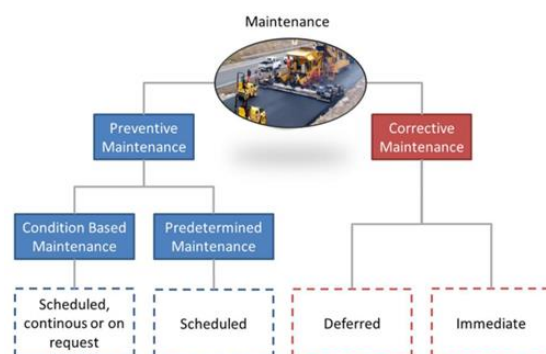 Maintenance
Preventive
Maintenance
Corrective
Maintenance
Condition Based
Maintenance
Predetermined
Maintenance
Scheduled,
continous or on
request
Scheduled
Deferred
Immediate